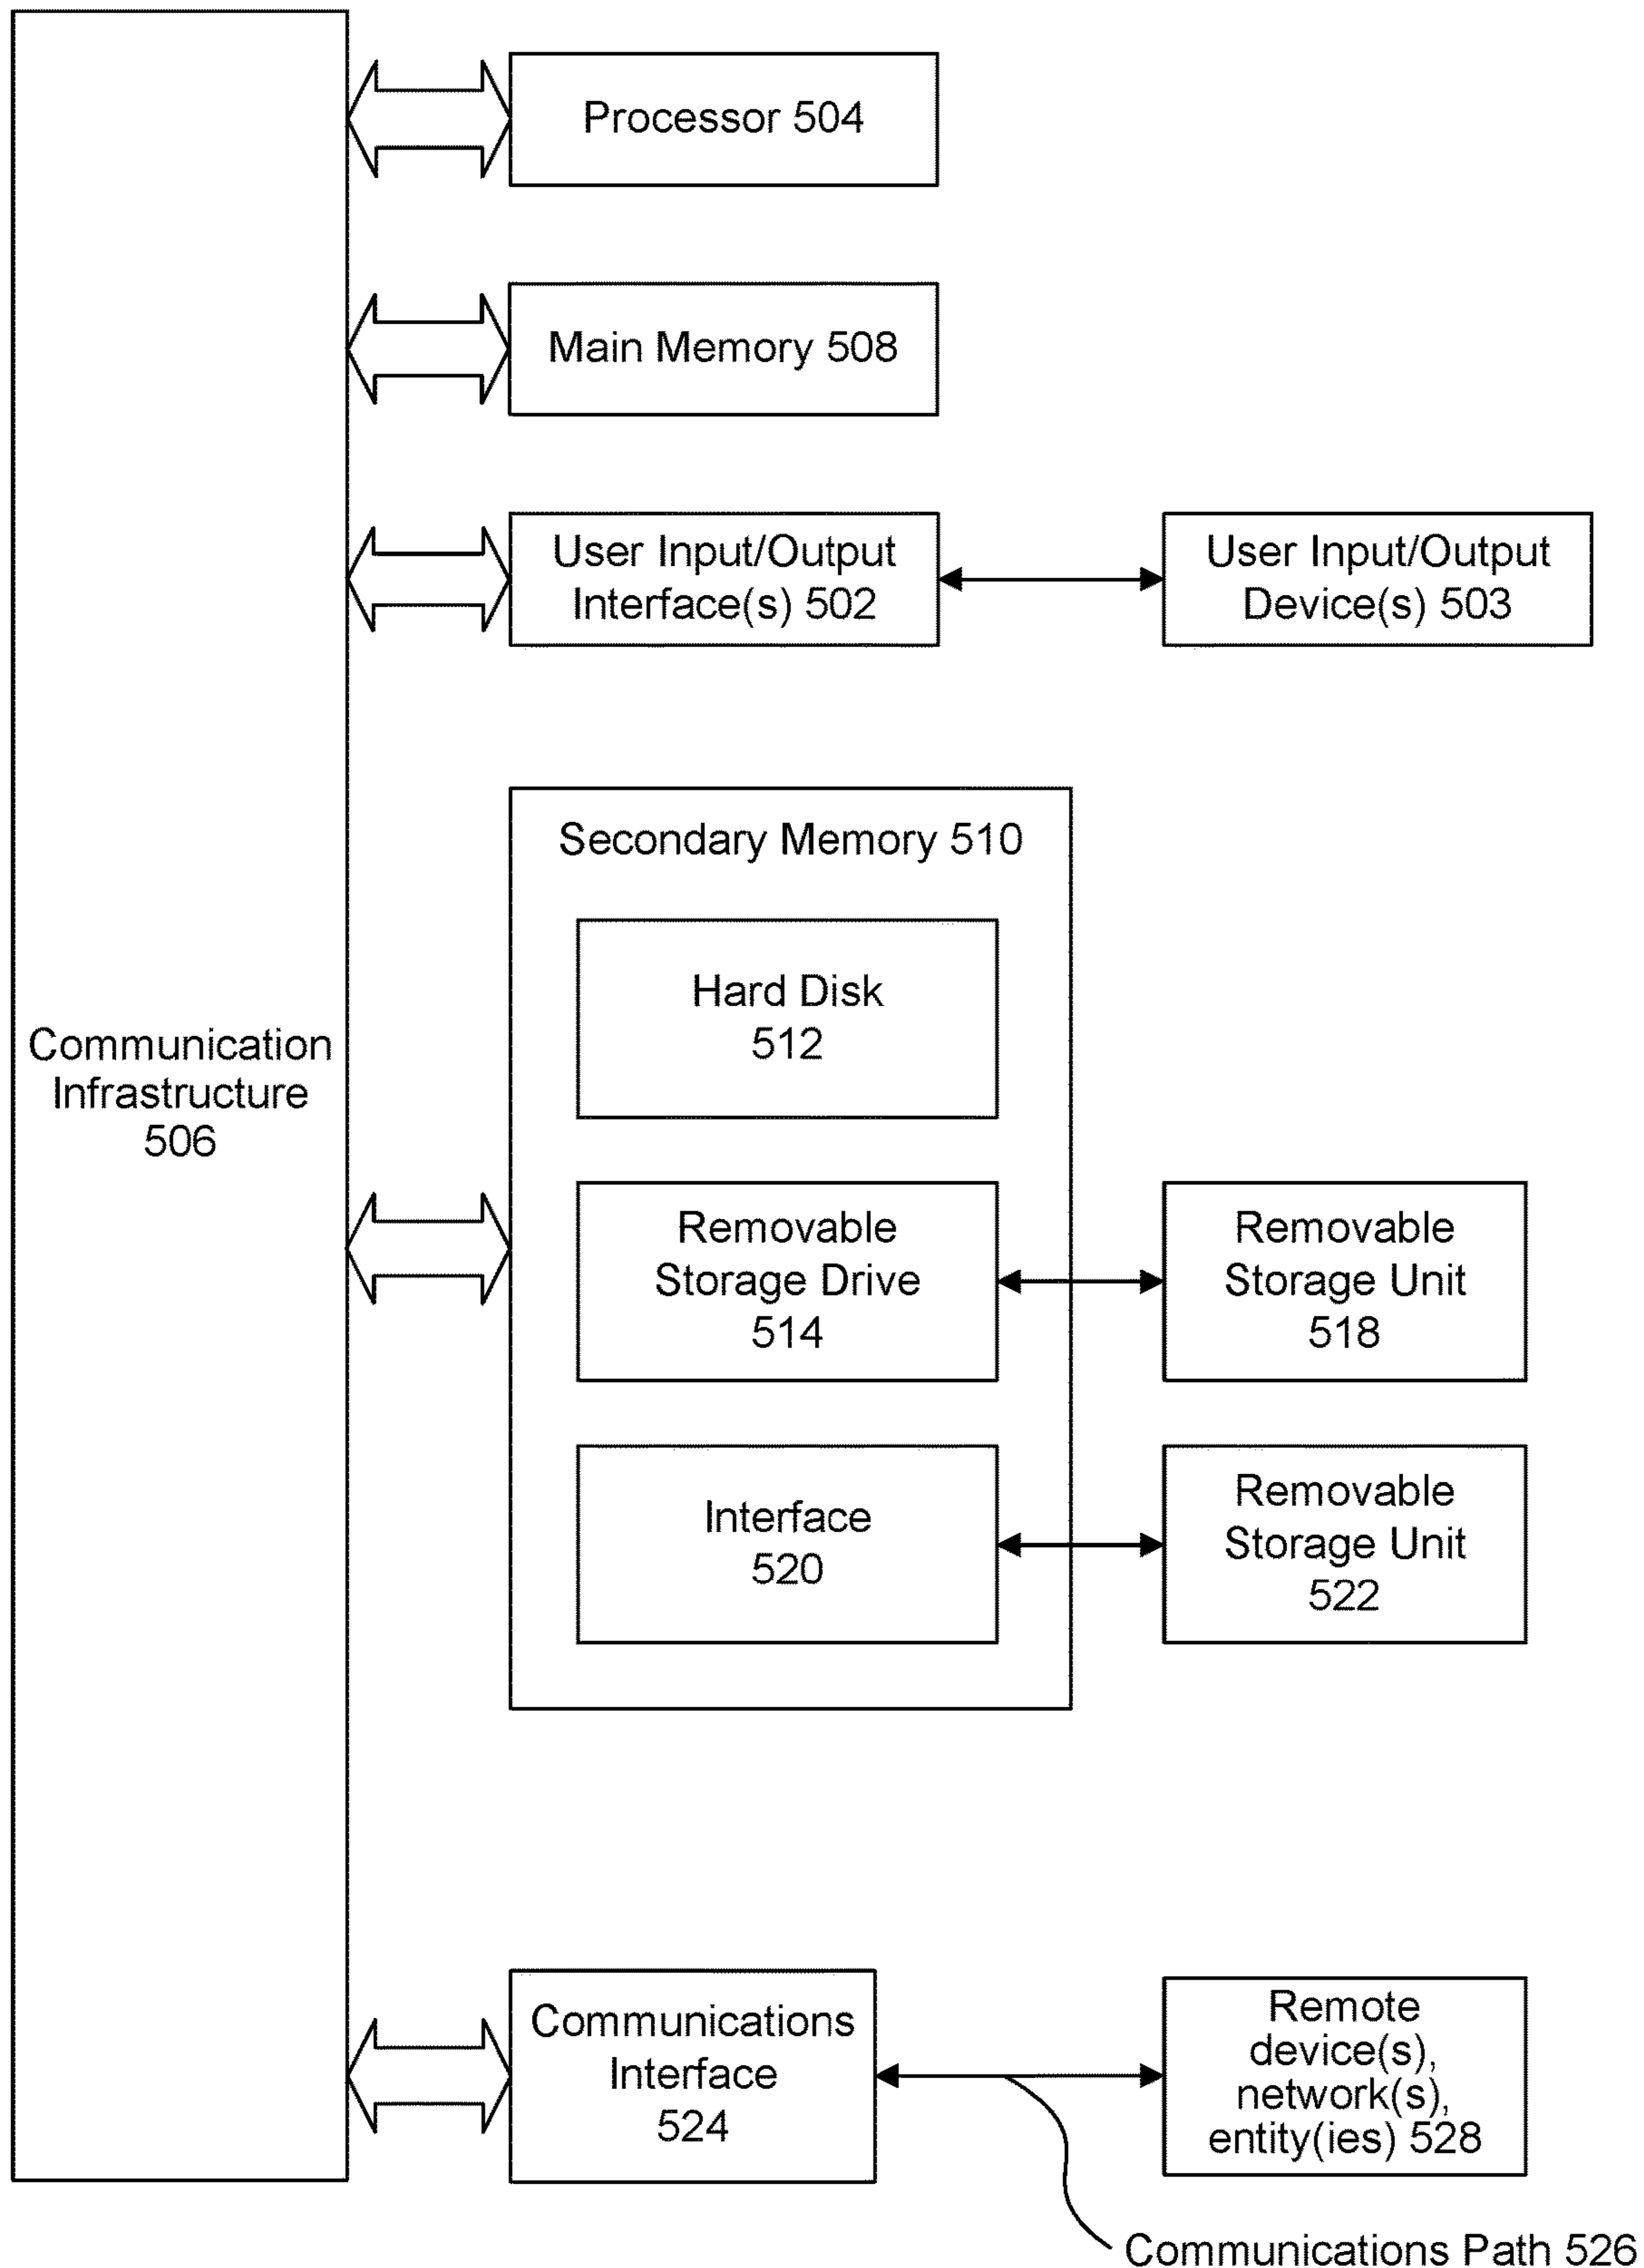 Processor 504
Main Memory 508
User Input/Output
Interface(s) 502
User Input/Output
Device(s) 503
Secondary Memory 510
Hard Disk
512
Communication
Infrastructure
506
Removable
Storage Drive
514
Removable
Storage Unit
518
Interface
520
Removable
Storage Unit
522
Communications
Interface
524
Remote
device(s),
network(s),
entity(ies) 528
Communications Path 526